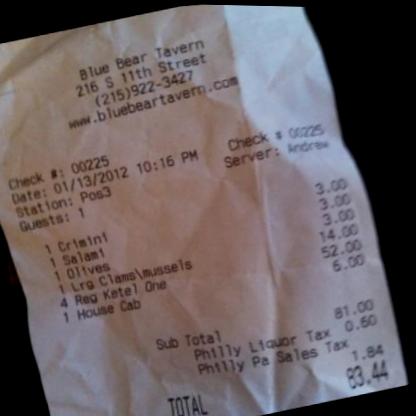 Blue Bear Tavern
216 S 11th Street
(215)922-3427
www.bluebeartavern.com
Check #: 00225 Check # 00225
Date: 01/13/2012 10:16 PM Server: Andrew
Station: Pos3
Guests: 1
1 Crimini 3.00
1 Salami 3.00
1 Olives 3.00
1 Lrg Clams\mussels 14.00
4 Reg Ketel One 52.00
1 House Cab 6.00
Sub Total 81.00
Philly Liquor Tax 0.60
Philly Pa Sales Tax 1.84
TOTAL 83.44